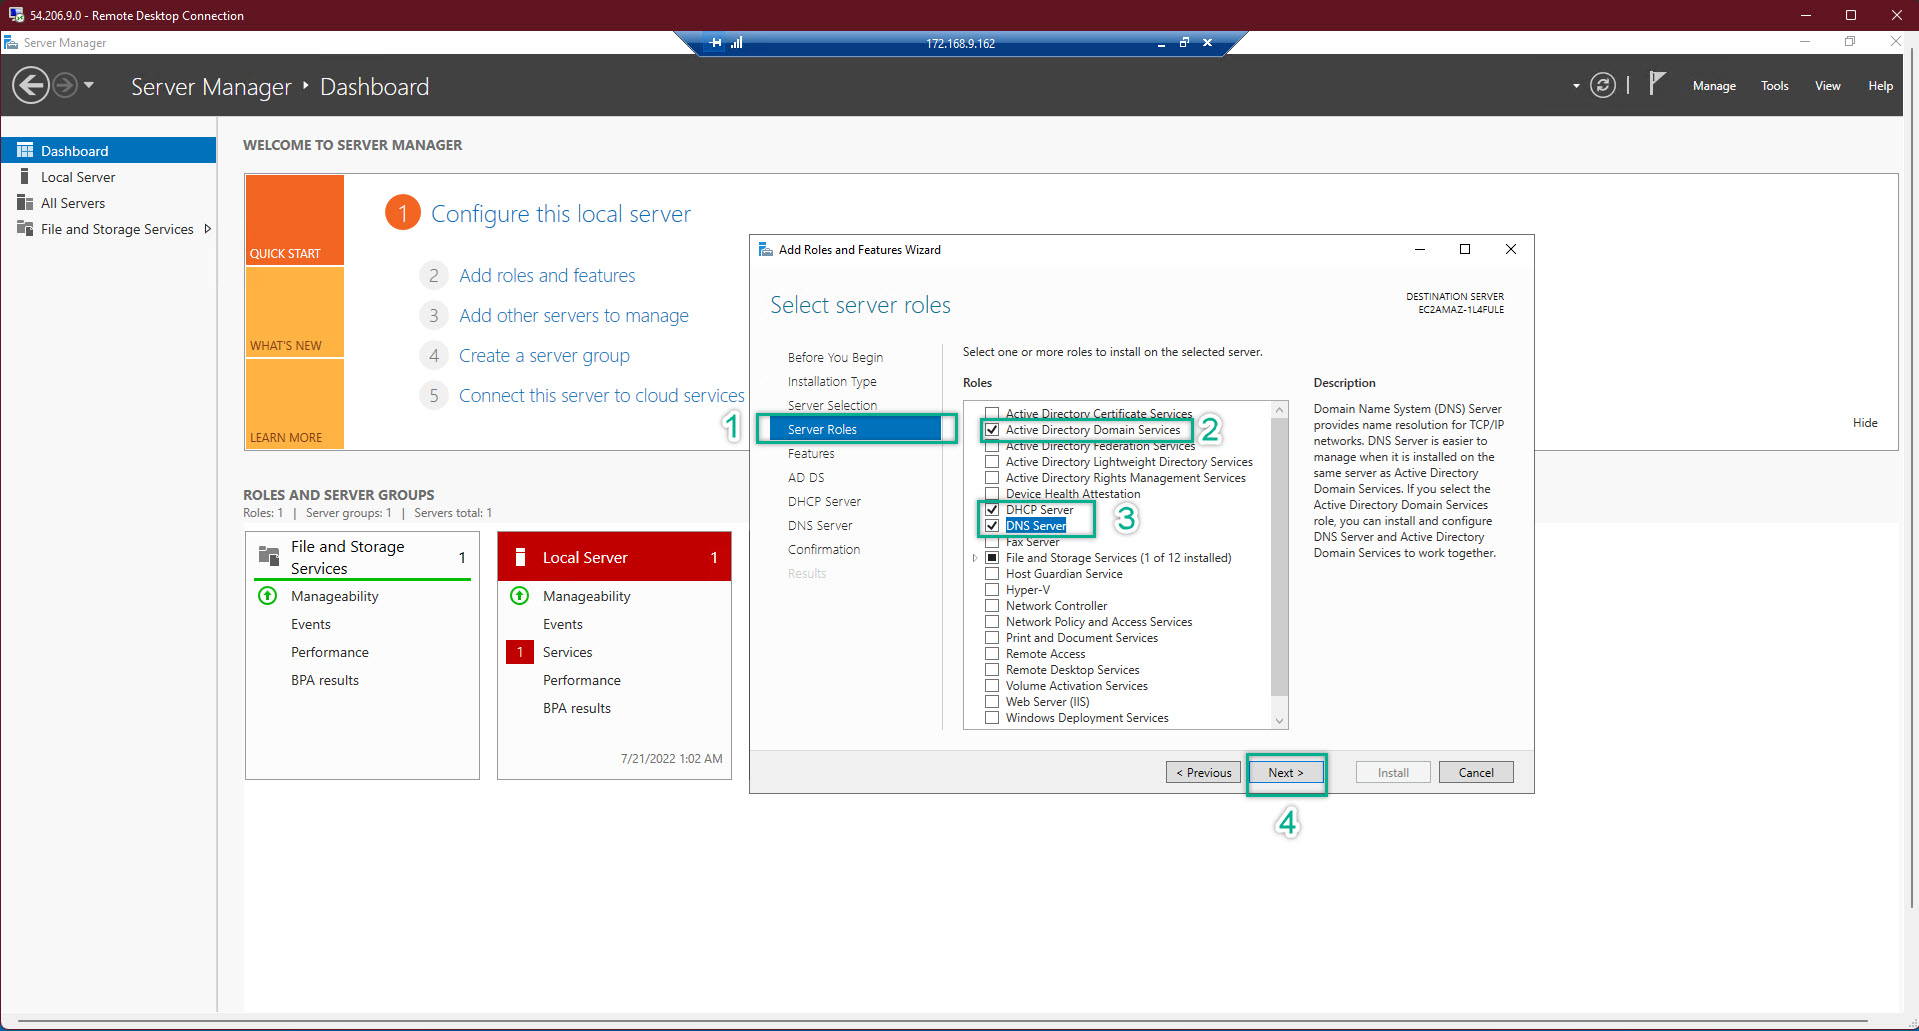 54.206.9.0 - Remote Desktop Connection
Server Manager
172.168.9.162
Server Manager ‣ Dashboard
Manage
Tools
View
Help
Dashboard
Local Server
All Servers
File and Storage Services
WELCOME TO SERVER MANAGER
QUICK START
WHAT'S NEW
LEARN MORE
1 Configure this local server
2 Add roles and features
3 Add other servers to manage
4 Create a server group
5 Connect this server to cloud services
Hide
ROLES AND SERVER GROUPS
Roles: 1 | Server groups: 1 | Servers total: 1
File and Storage
Services
1
Manageability
Events
Performance
BPA results
Local Server
1
Manageability
Events
1 Services
Performance
BPA results
7/21/2022 1:02 AM
Add Roles and Features Wizard
Select server roles
DESTINATION SERVER
EC2AMAZ-1L4FULE
Before You Begin
Installation Type
Server Selection
1
Server Roles
Features
AD DS
DHCP Server
DNS Server
Confirmation
Results
Select one or more roles to install on the selected server.
Roles
Active Directory Certificate Services
Active Directory Domain Services
2
Active Directory Federation Services
Active Directory Lightweight Directory Services
Active Directory Rights Management Services
Device Health Attestation
DHCP Server
3
DNS Server
Fax Server
File and Storage Services (1 of 12 installed)
Host Guardian Service
Hyper-V
Network Controller
Network Policy and Access Services
Print and Document Services
Remote Access
Remote Desktop Services
Volume Activation Services
Web Server (IIS)
Windows Deployment Services
Description
Domain Name System (DNS) Server
provides name resolution for TCP/IP
networks. DNS Server is easier to
manage when it is installed on the
same server as Active Directory
Domain Services. If you select the
Active Directory Domain Services
role, you can install and configure
DNS Server and Active Directory
Domain Services to work together.
< Previous
Next >
Install
Cancel
4